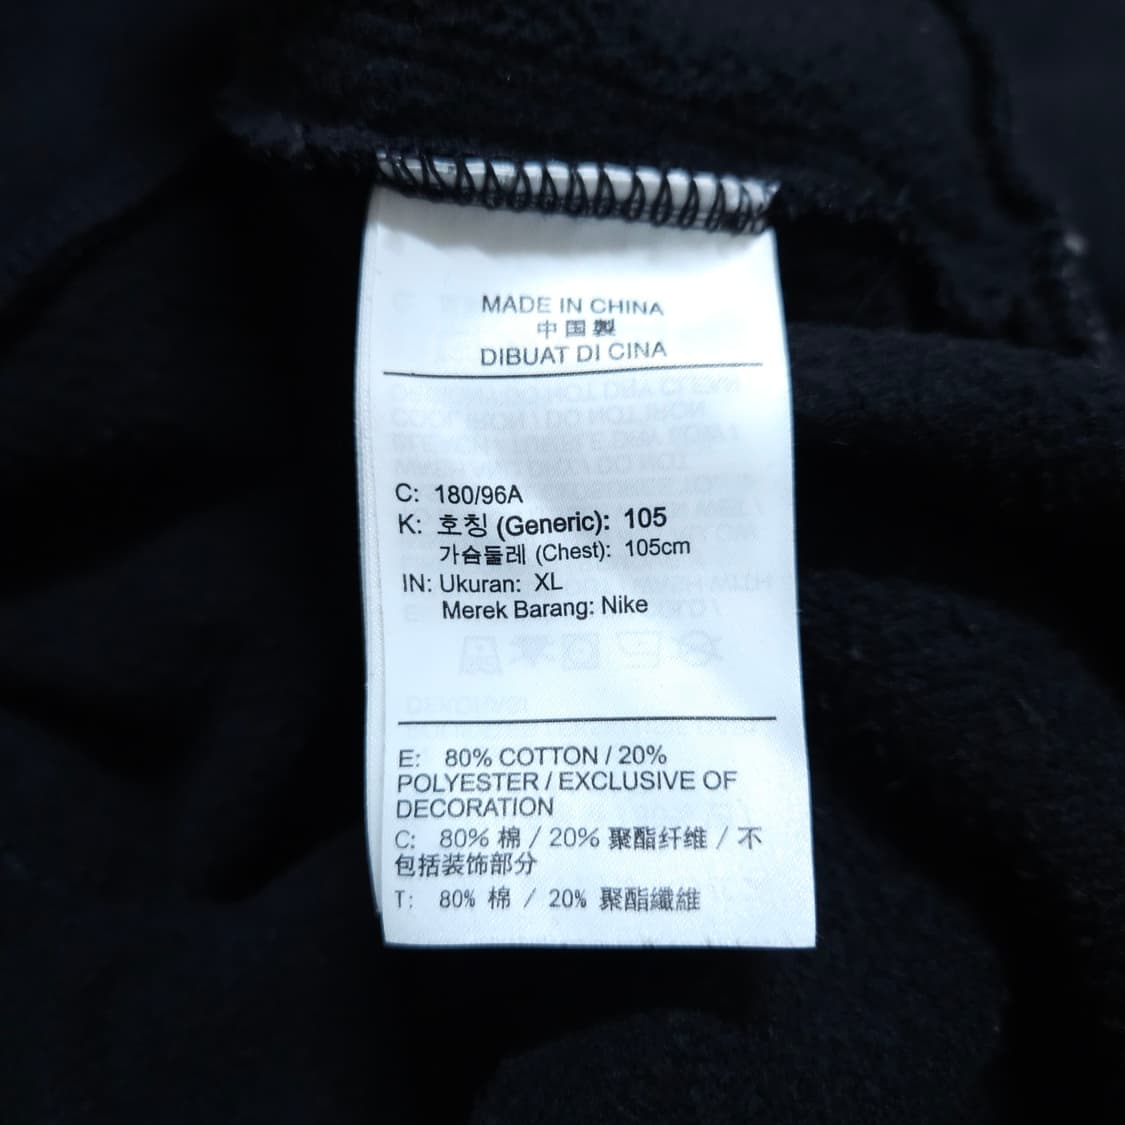 MADE IN CHINA
中国製
DIBUAT DI CINA
C: 180/96A
K: 호칭 (Generic): 105
가슴둘레 (Chest): 105cm
IN: Ukuran: XL
Merek Barang: Nike
E: 80% COTTON / 20%
POLYESTER / EXCLUSIVE OF
DECORATION
C: 80% 棉 / 20% 聚酯纤维 / 不
包括装饰部分
T: 80% 棉 / 20% 聚酯纖維